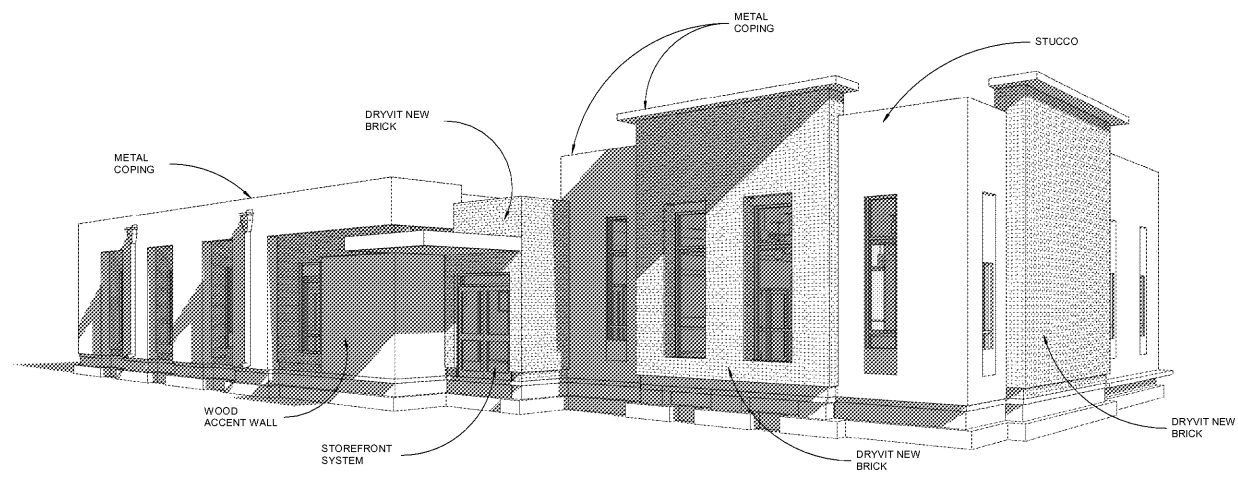 METAL
COPING
STUCCO
DRYVIT NEW
BRICK
METAL
COPING
WOOD
ACCENT WALL
STOREFRONT
SYSTEM
DRYVIT NEW
BRICK
DRYVIT NEW
BRICK